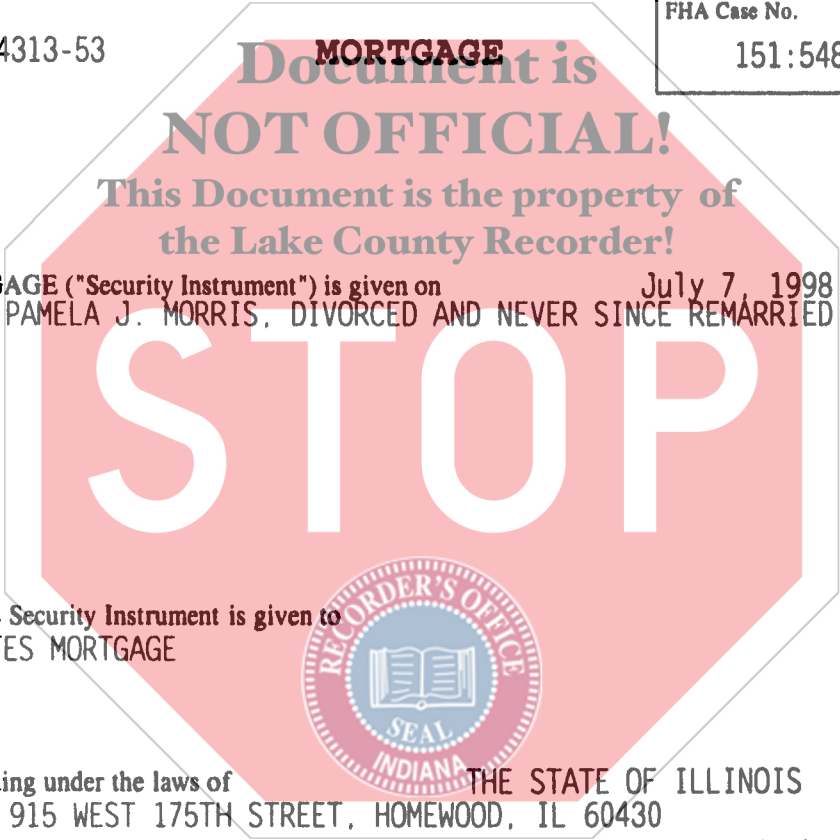 FHA Case No.
4313-53
MORTGAGE
151:548
Document is
NOT OFFICIAL!
This Document is the property of
the Lake County Recorder!
AGE ("Security Instrument") is given on July 7, 1998
PAMELA J. MORRIS, DIVORCED AND NEVER SINCE REMARRIED
STOP
Security Instrument is given to
TES MORTGAGE
RECORDER'S OFFICE
SEAL
INDIANA
ing under the laws of THE STATE OF ILLINOIS
915 WEST 175TH STREET, HOMEWOOD, IL 60430